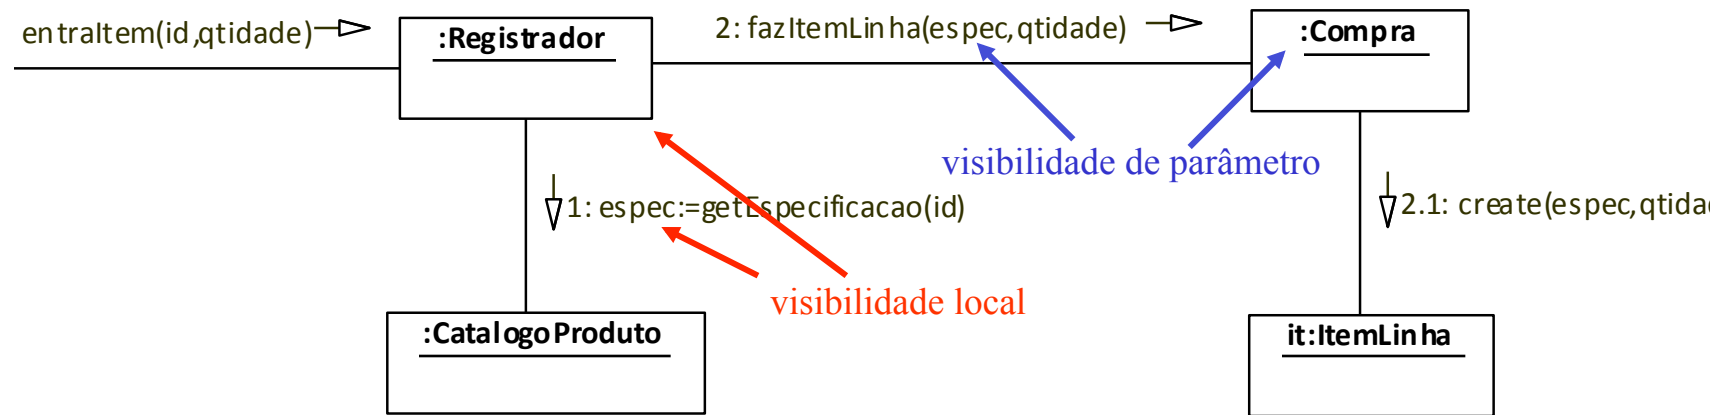 entraItem(id,qtidade)
:Registrador
2: fazItemLinha(espec,qtidade)
:Compra
visibilidade de parâmetro
1: espec:=getEspecificacao(id)
2.1: create(espec,qtidad
visibilidade local
:CatalogoProduto
it:ItemLinha